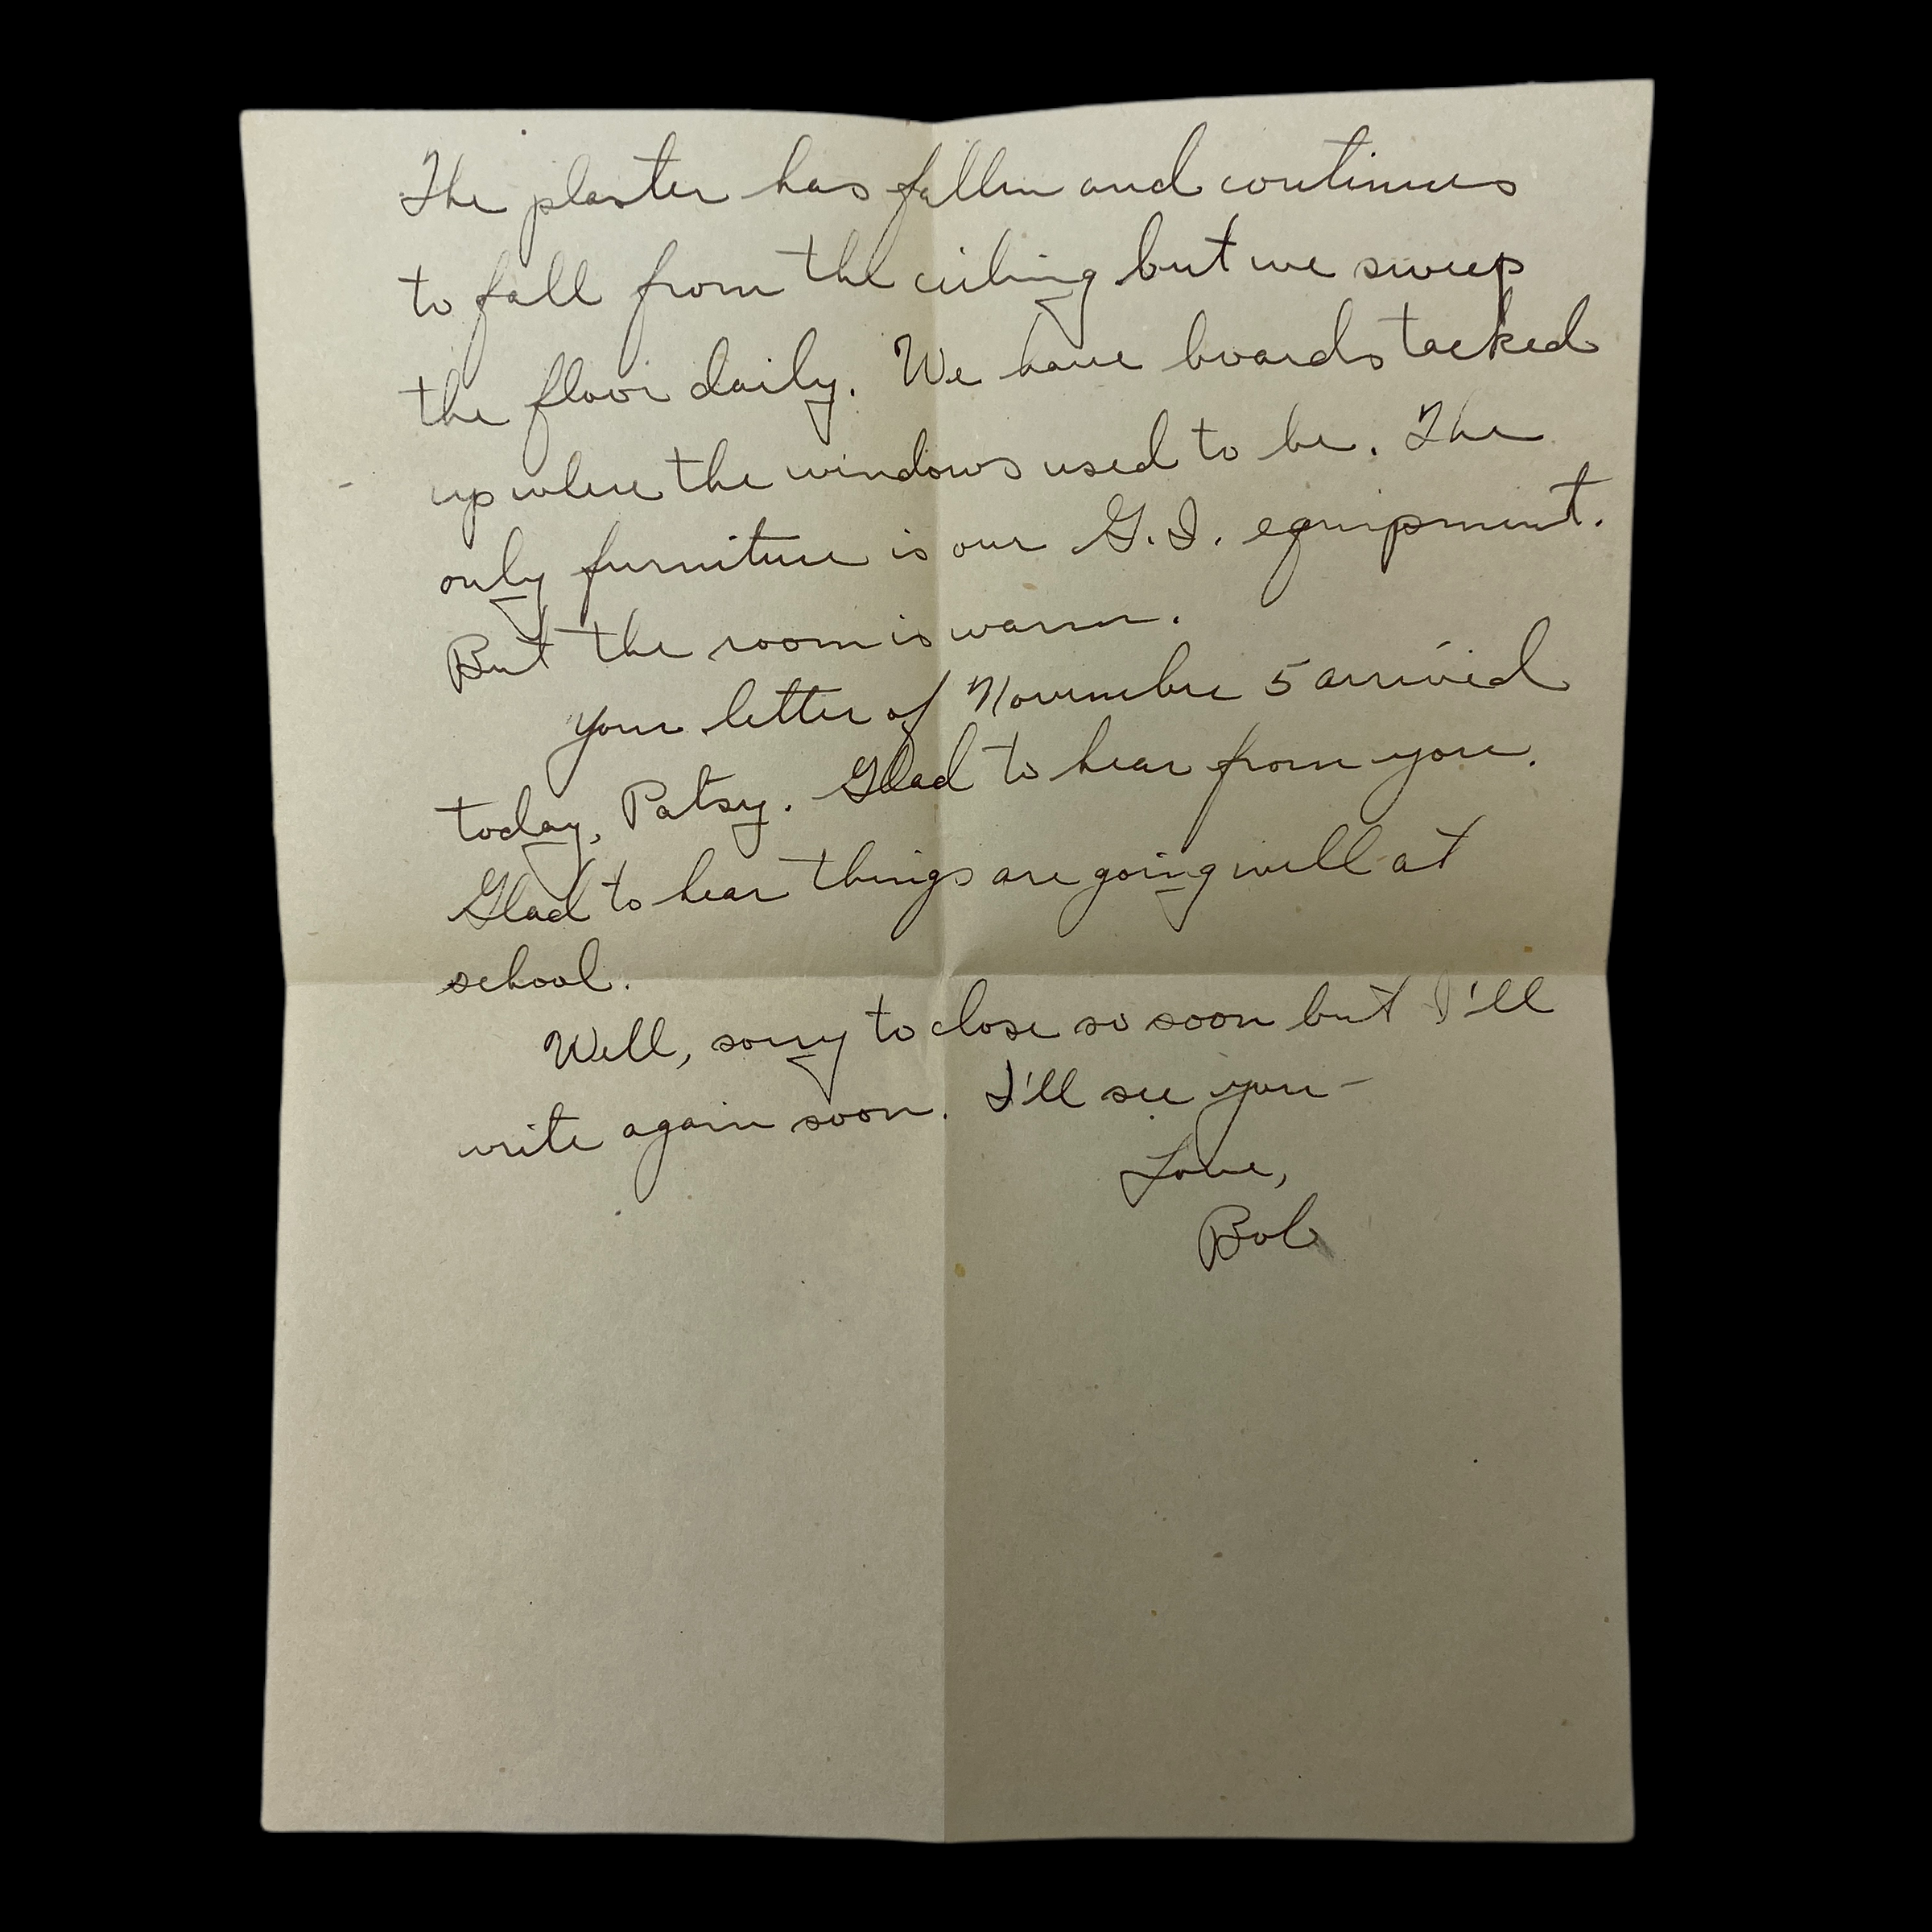 The plaster has fallen and continues
to fall from the ceiling but we sweep
the floor daily. We have boards tacked
up where the windows used to be. The
only furniture is our G.I. equipment.
But the room is warm.
Your letter of November 5 arrived
today, Patsy. Glad to hear from you.
Glad to hear things are going well at
school.
Well, sorry to close so soon but I'll
write again soon. I'll see you -
Love,
Bob